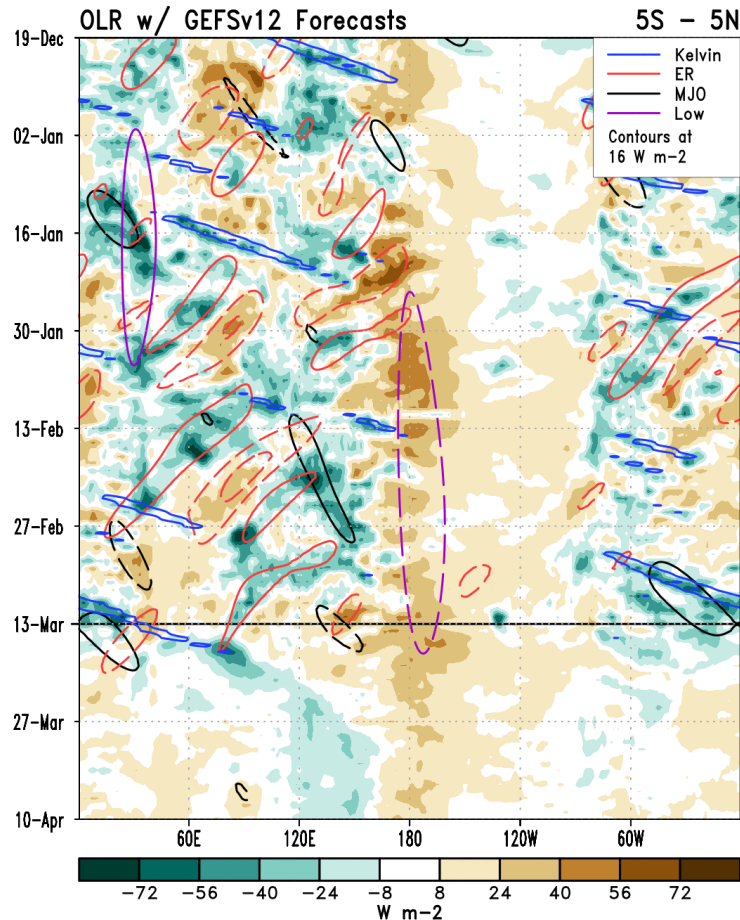 OLR w/ GEFSv12 Forecasts 5S - 5N
19-Dec
02-Jan
16-Jan
30-Jan
13-Feb
27-Feb
13-Mar
27-Mar
10-Apr
Kelvin
ER
MJO
Low
Contours at
16 W m-2
60E 120E 180 120W 60W
-72 -56 -40 -24 -8 8 24 40 56 72
W m-2